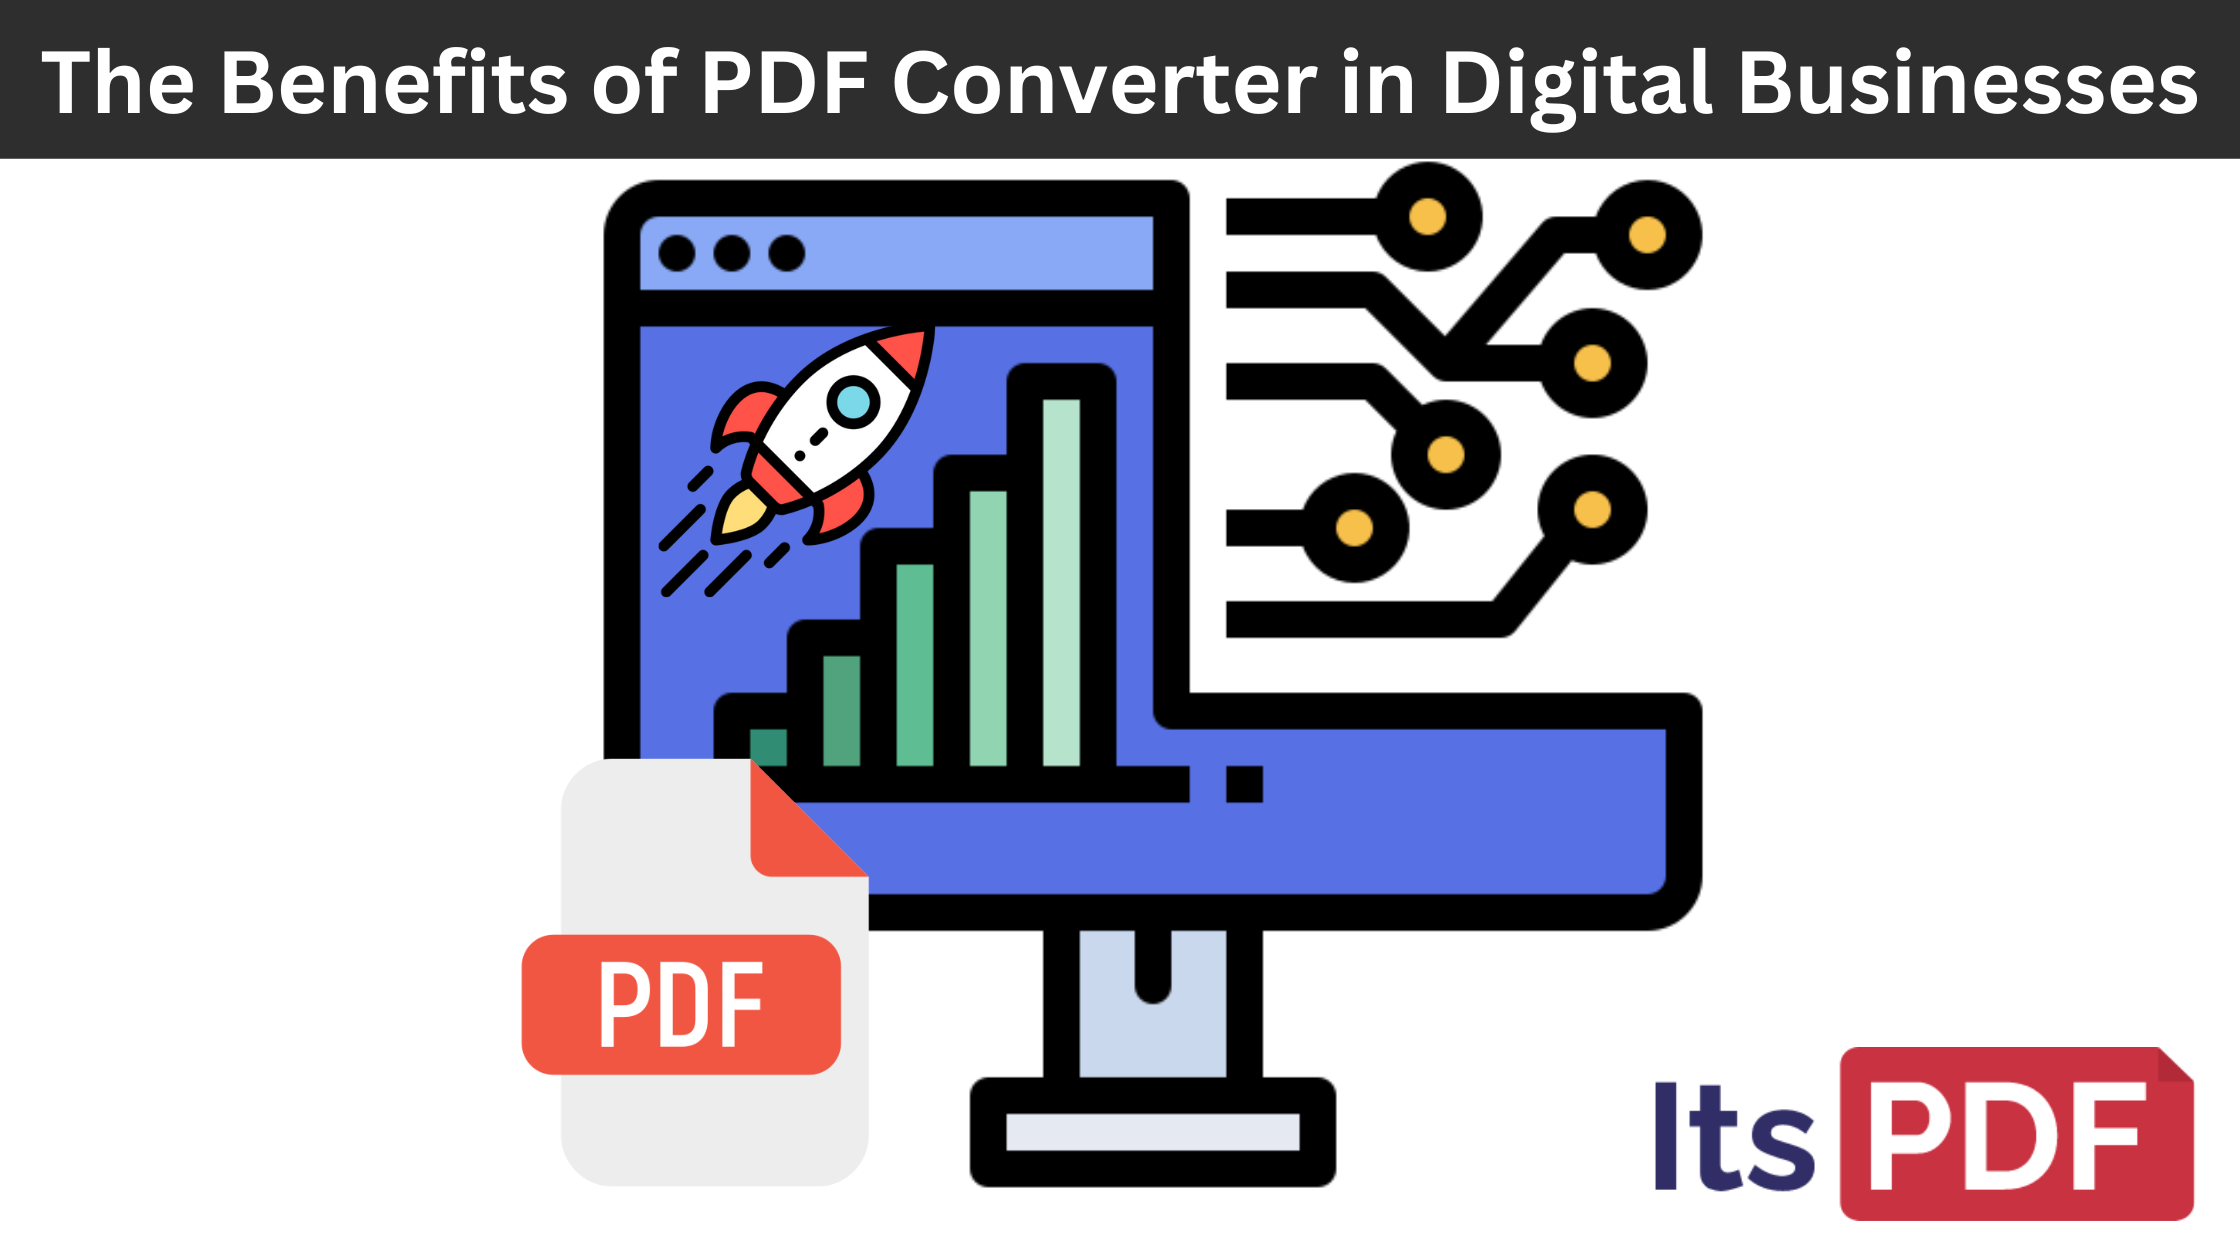 The Benefits of PDF Converter in Digital Businesses
PDF
Its PDF